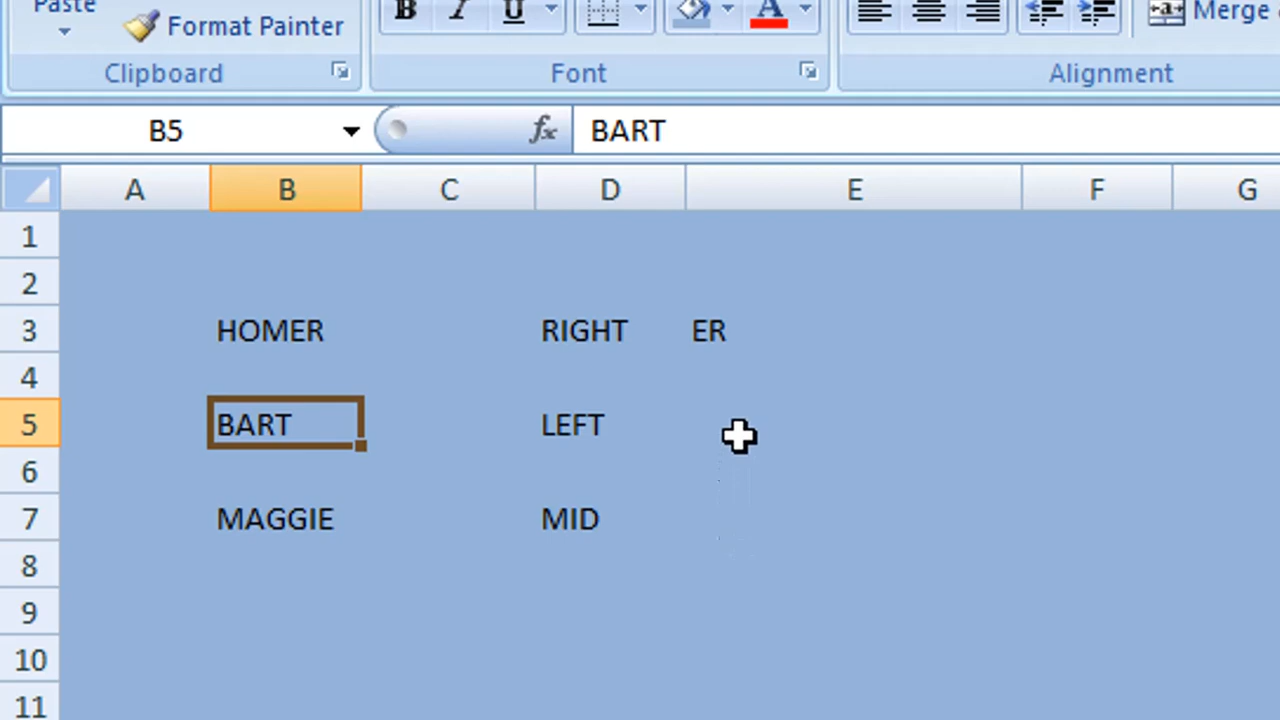 Paste
Format Painter
B I U A
Merge
Clipboard Font Alignment
B5 fx BART
A B C D E F G
1
2
3 HOMER RIGHT ER
4
5 BART LEFT
6
7 MAGGIE MID
8
9
10
11